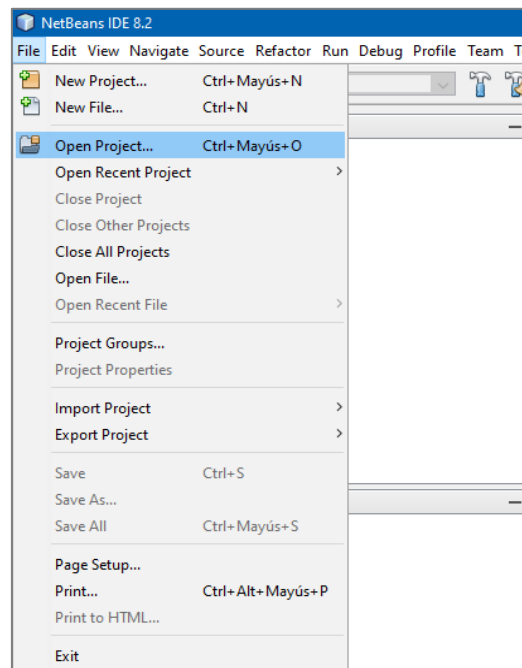 NetBeans IDE 8.2
File Edit View Navigate Source Refactor Run Debug Profile Team T
New Project... Ctrl+Mayús+N
New File... Ctrl+N
Open Project... Ctrl+Mayús+O
Open Recent Project
Close Project
Close Other Projects
Close All Projects
Open File...
Open Recent File
Project Groups...
Project Properties
Import Project
Export Project
Save Ctrl+S
Save As...
Save All Ctrl+Mayús+S
Page Setup...
Print... Ctrl+Alt+Mayús+P
Print to HTML...
Exit